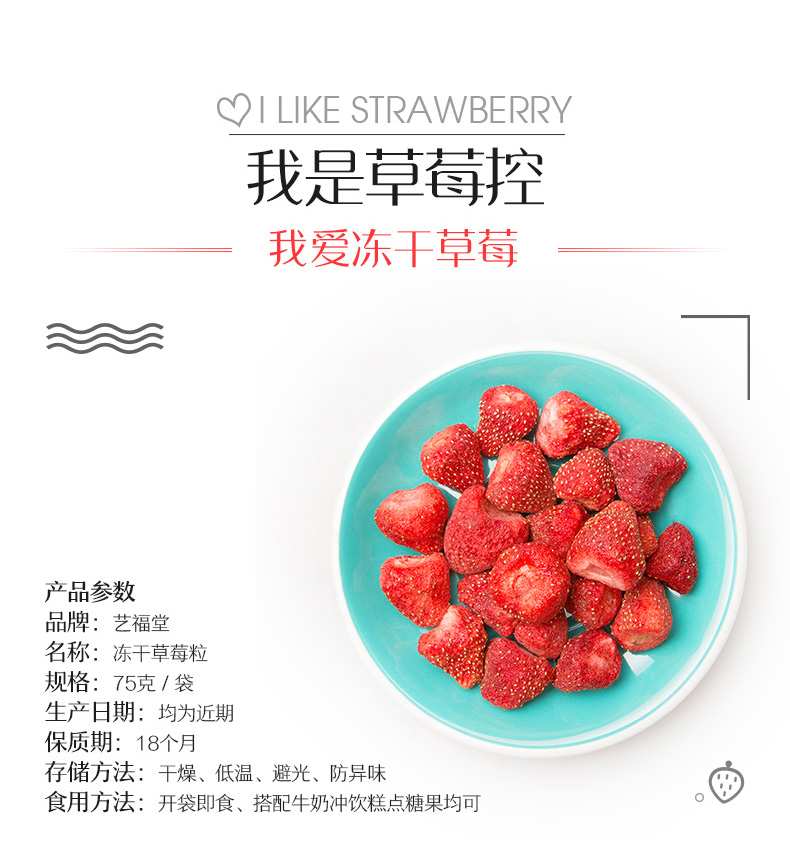 I LIKE STRAWBERRY
我是草莓控
我爱冻干草莓
产品参数
品牌：艺福堂
名称：冻干草莓粒
规格：75克 / 袋
生产日期：均为近期
保质期：18个月
存储方法：干燥、低温、避光、防异味
食用方法：开袋即食、搭配牛奶冲饮糕点糖果均可